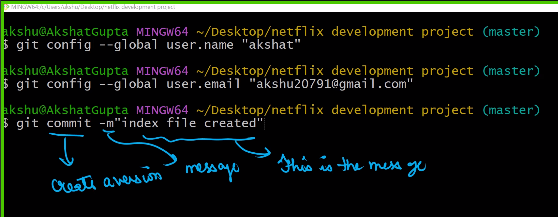 MINGW64:/c/Users/akshu/Desktop/netflix development project
akshu@AkshatGupta MINGW64 ~/Desktop/netflix development project (master)
$ git config --global user.name "akshat"
akshu@AkshatGupta MINGW64 ~/Desktop/netflix development project (master)
$ git config --global user.email "akshu20791@gmail.com"
akshu@AkshatGupta MINGW64 ~/Desktop/netflix development project (master)
$ git commit -m"index file created"
create a version
message
This is the message